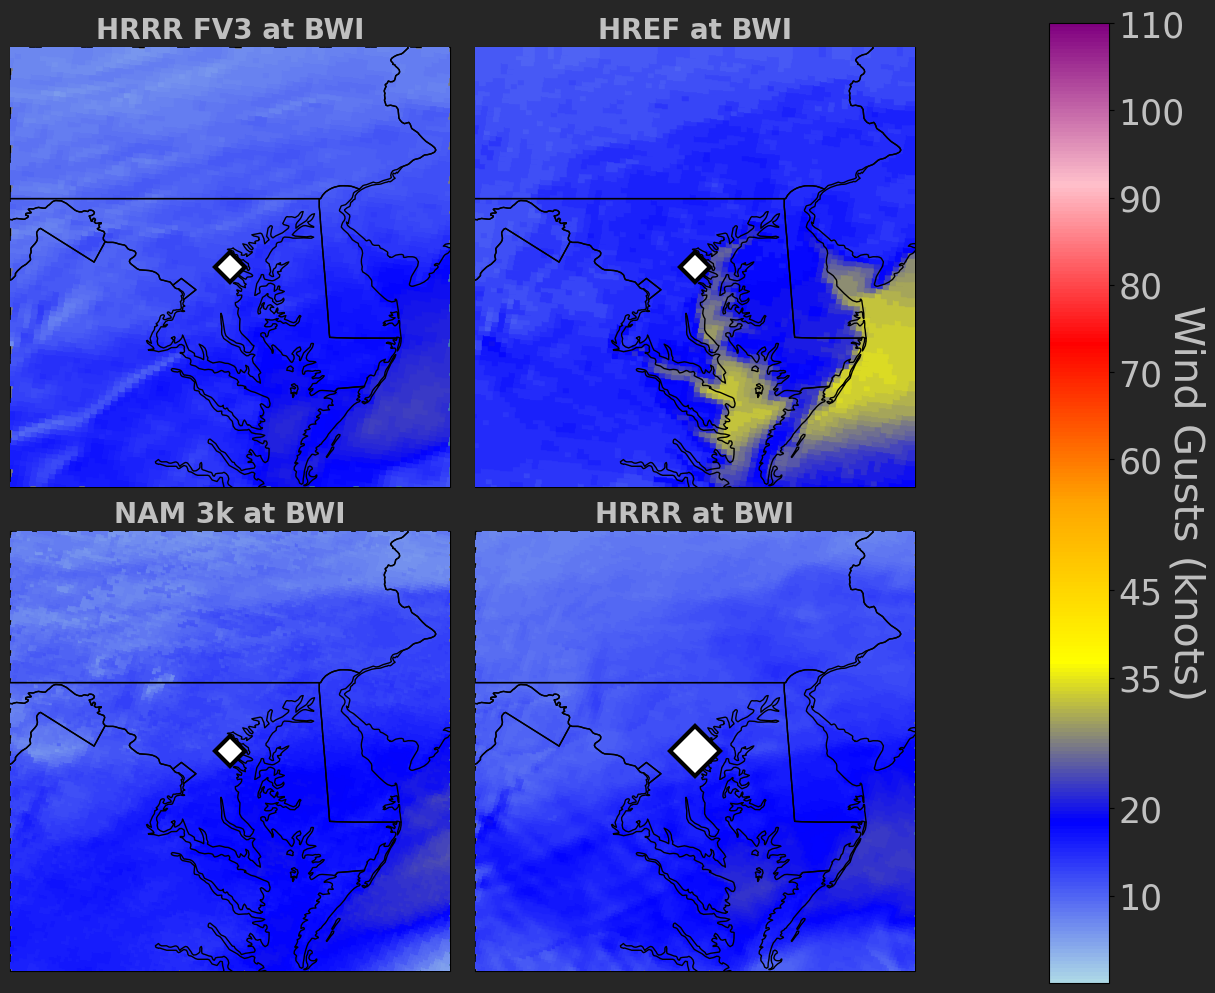 HRRR FV3 at BWI
HREF at BWI
NAM 3k at BWI
HRRR at BWI
110
100
90
80
70
60
45
35
20
10
Wind Gusts (knots)